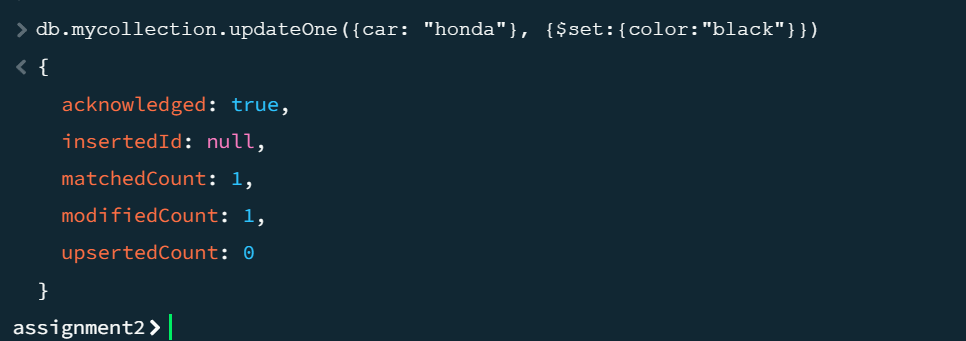 > db.mycollection.updateOne({car: "honda"}, {$set:{color:"black"}})
< {
acknowledged: true,
insertedId: null,
matchedCount: 1,
modifiedCount: 1,
upsertedCount: 0
}
assignment2>